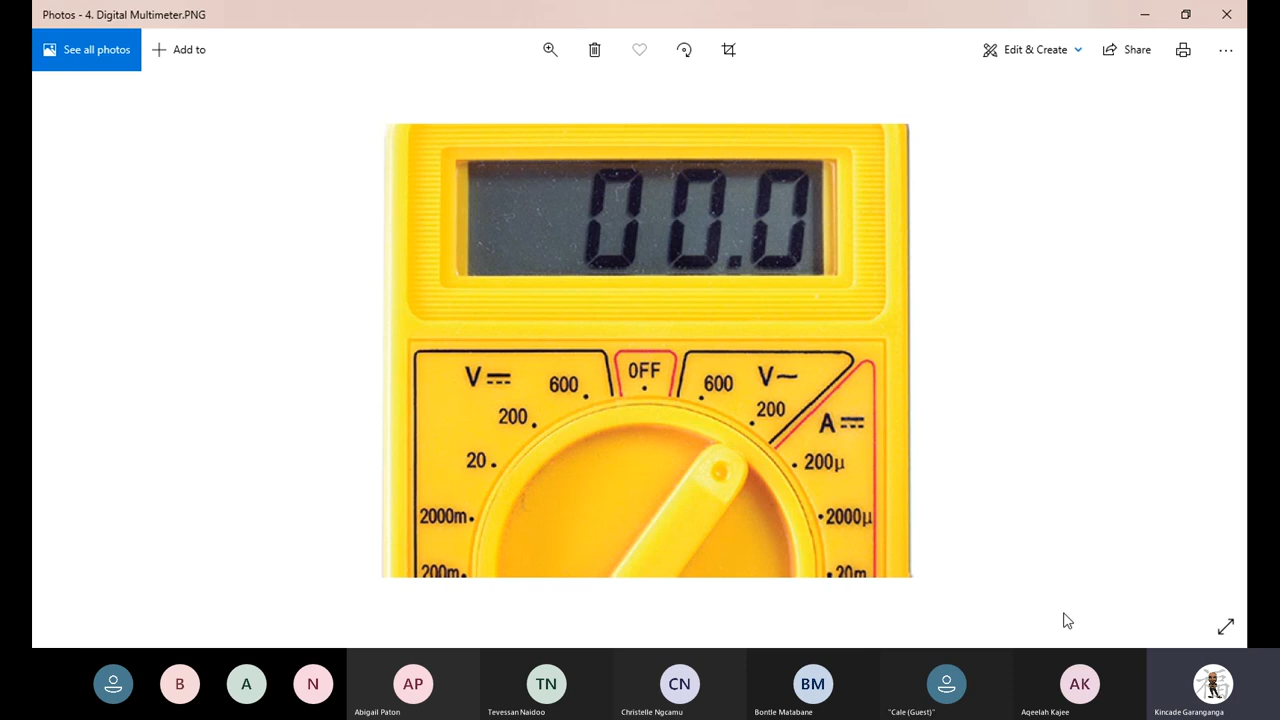 Photos - 4. Digital Multimeter.PNG
See all photos
Add to
Edit & Create
Share
00.0
V
600
OFF
600
V~
200
200
A
20
200µ
2000m
2000µ
200m
20m
B
A
N
AP
TN
CN
BM
AK
福
Abigail Paton
Tevessan Naidoo
Christelle Ngcamu
Bontle Matabane
"Cale (Guest)"
Aqeelah Kajee
Kincade Garanganga